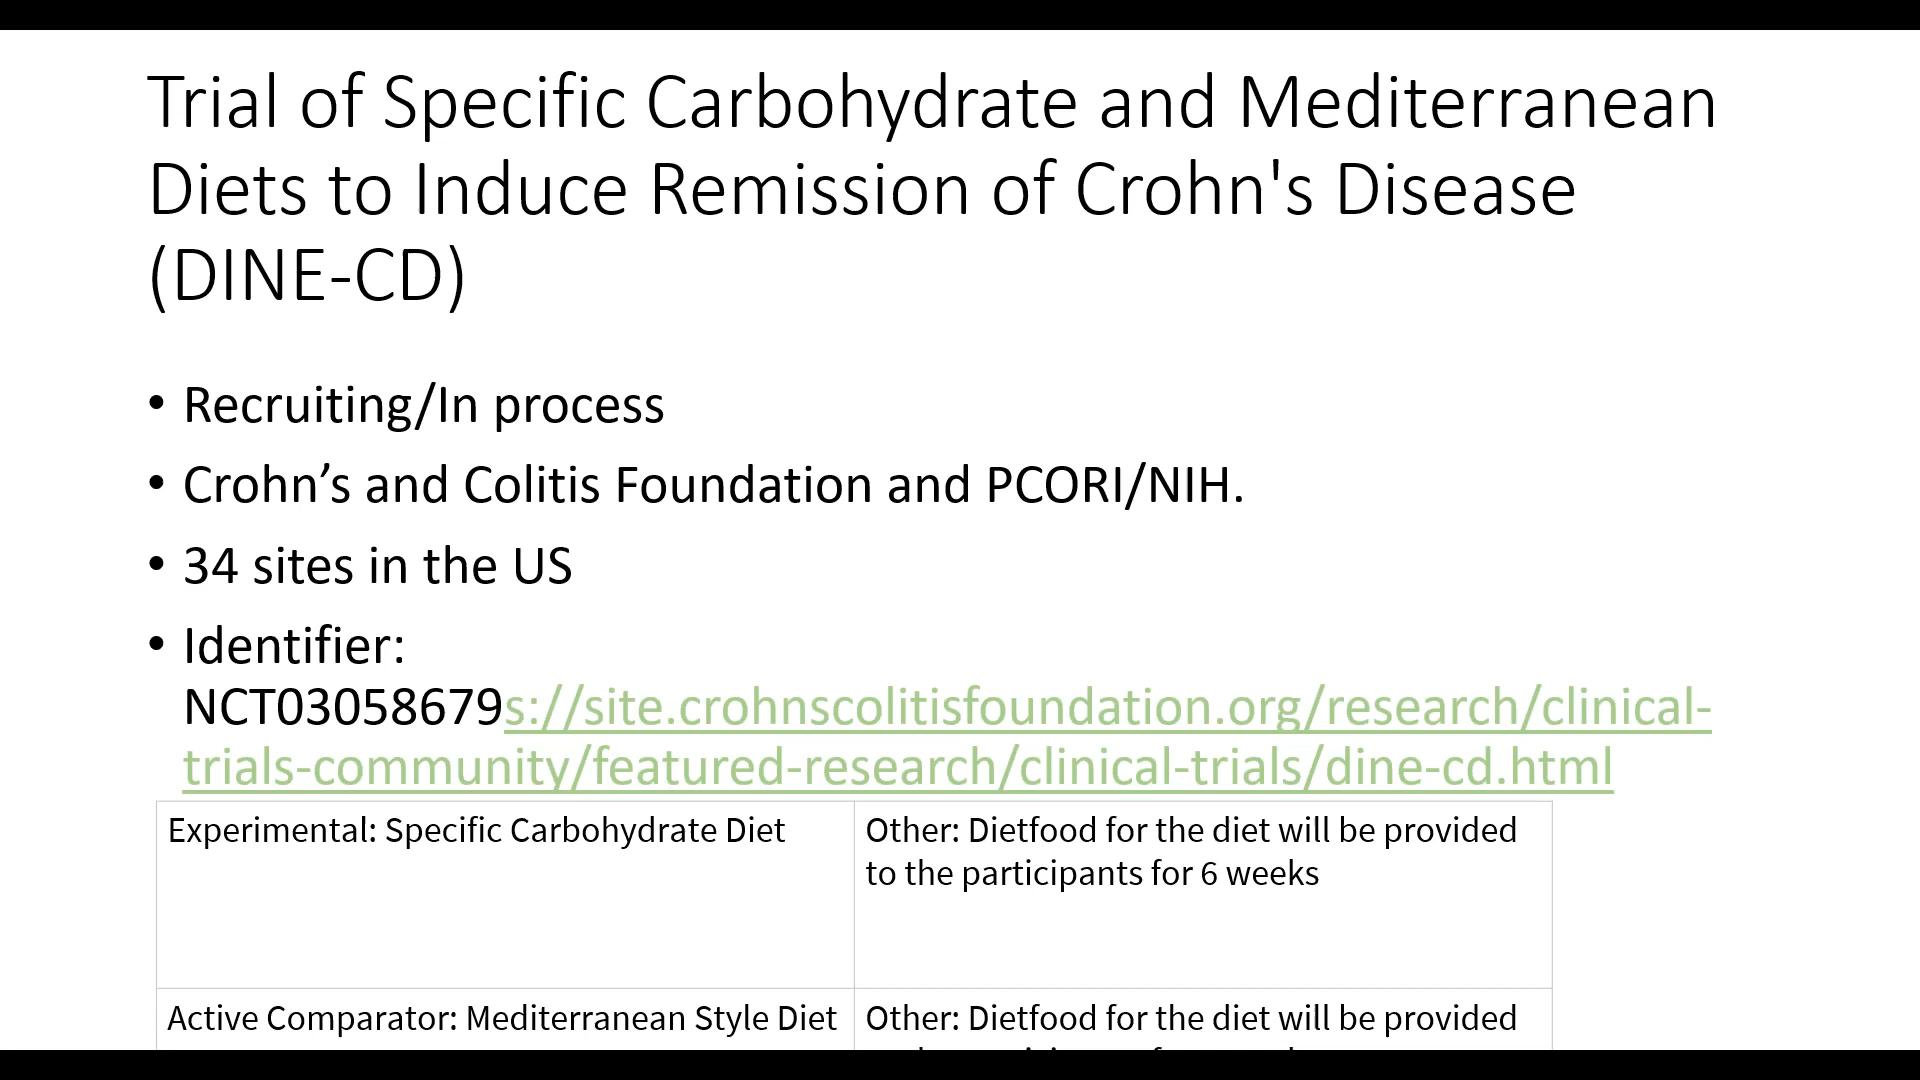 Trial of Specific Carbohydrate and Mediterranean
Diets to Induce Remission of Crohn's Disease
(DINE-CD)
• Recruiting/In process
• Crohn’s and Colitis Foundation and PCORI/NIH.
• 34 sites in the US
• Identifier:
NCT03058679s://site.crohnscolitisfoundation.org/research/clinical-
trials-community/featured-research/clinical-trials/dine-cd.html
Experimental: Specific Carbohydrate Diet
Other: Dietfood for the diet will be provided
to the participants for 6 weeks
Active Comparator: Mediterranean Style Diet
Other: Dietfood for the diet will be provided